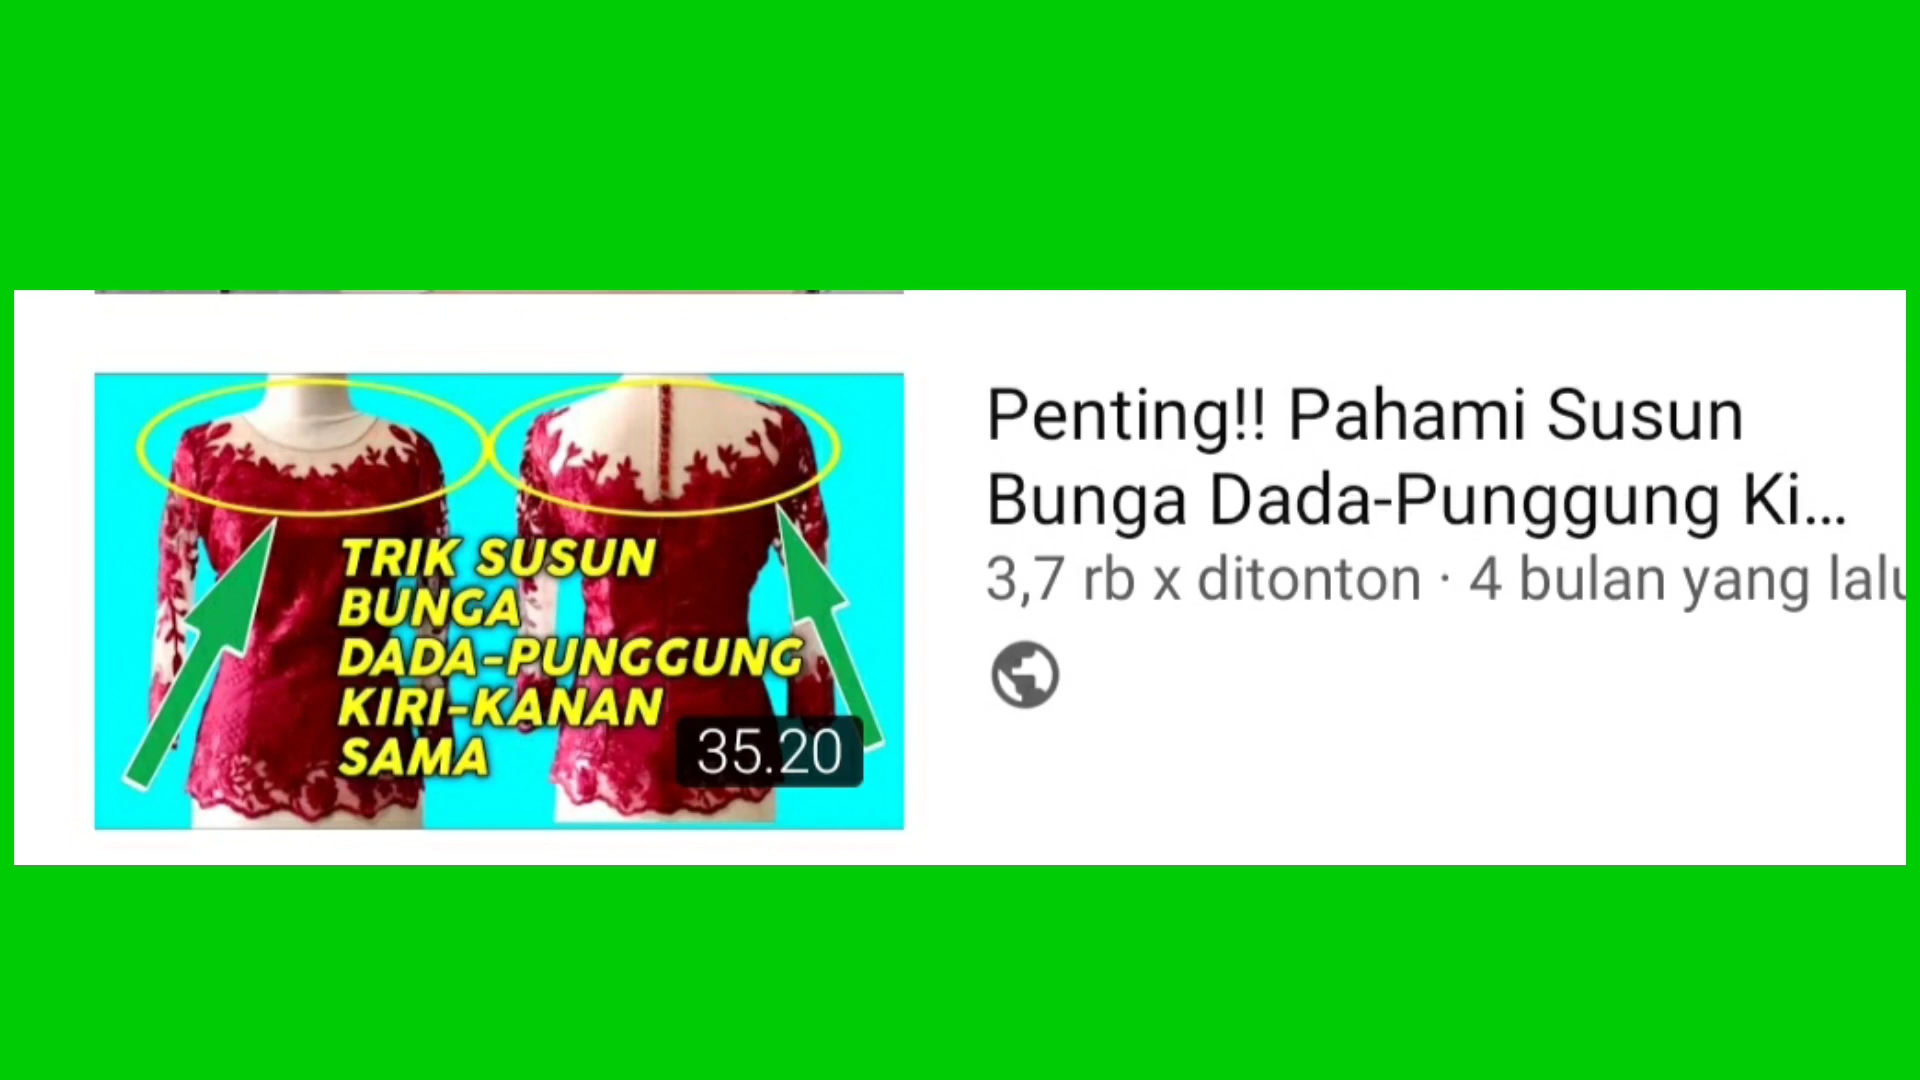 TRIK SUSUN
BUNGA
DADA-PUNGGUNG
KIRI-KANAN
SAMA
35.20
Penting!! Pahami Susun
Bunga Dada-Punggung Ki...
3,7 rb x ditonton · 4 bulan yang lalu